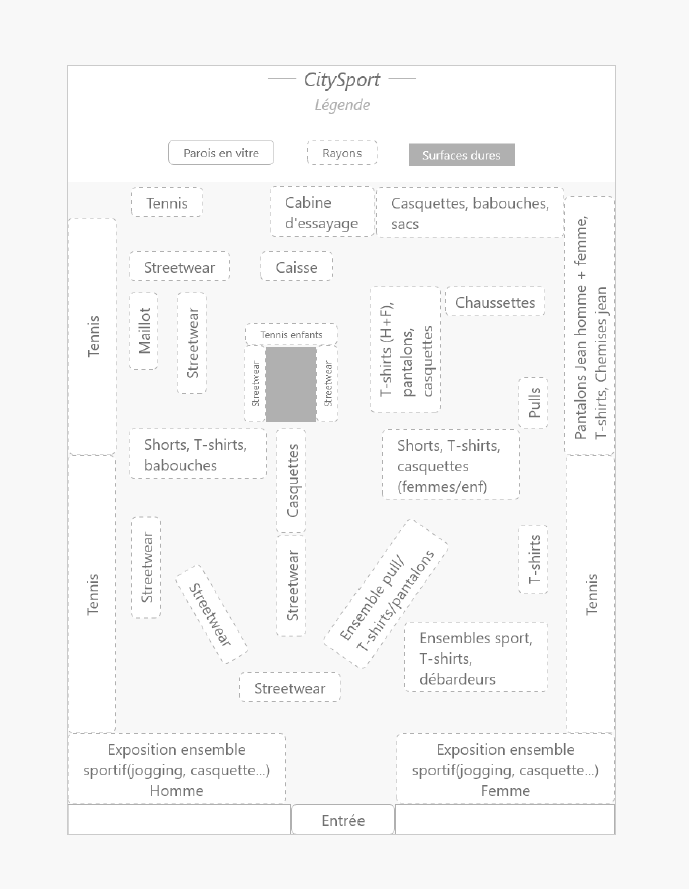 CitySport
Légende
Parois en vitre
Rayons
Surfaces dures
Tennis
Cabine
d'essayage
Casquettes, babouches,
sacs
Pantalons Jean homme + femme,
T-shirts, Chemises jean
Streetwear
Caisse
Tennis
Maillot
Streetwear
T-shirts (H+F),
pantalons,
casquettes
Chaussettes
Tennis enfants
Streetwear
Streetwear
Pulls
Shorts, T-shirts,
babouches
Casquettes
Shorts, T-shirts,
casquettes
(femmes/enf)
Tennis
Streetwear
Streetwear
Streetwear
Ensemble pull/
T-shirts/pantalons
T-shirts
Tennis
Ensembles sport,
T-shirts,
débardeurs
Streetwear
Exposition ensemble
sportif(jogging, casquette...)
Homme
Exposition ensemble
sportif(jogging, casquette...)
Femme
Entrée